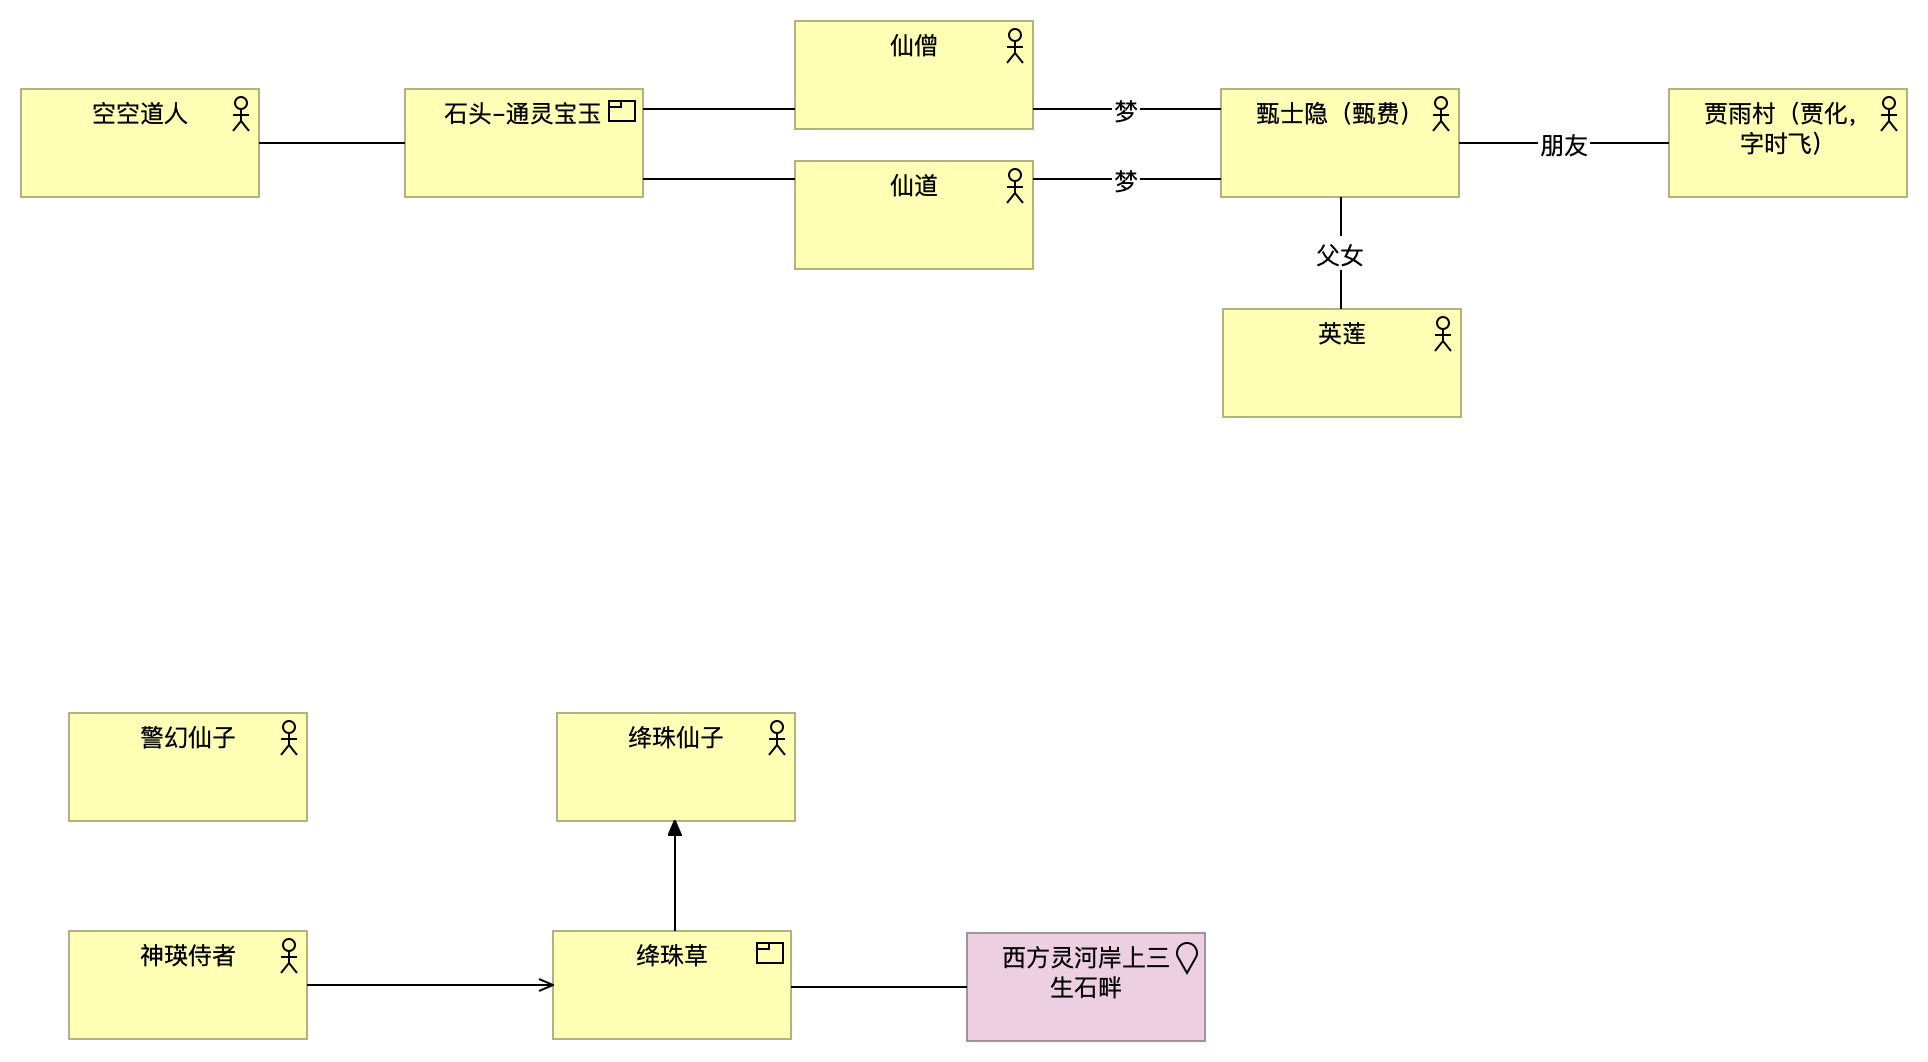 仙僧
空空道人
石头-通灵宝玉
梦
甄士隐（甄费）
贾雨村（贾化，
字时飞）
朋友
仙道
梦
父女
英莲
警幻仙子
绛珠仙子
神瑛侍者
绛珠草
西方灵河岸上三
生石畔